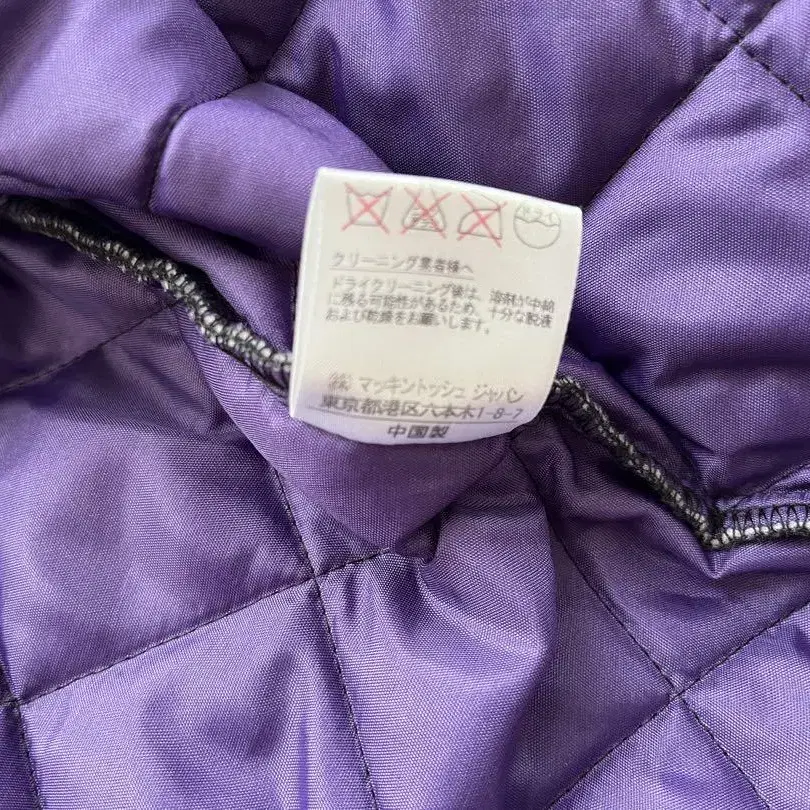 クリーニング業者様へ
ドライクリーニング後は、溶剤が中綿
に残る可能性があるため、十分な脱液
および乾燥をお願いします。
㈱ マッキントッシュ ジャパン
東京都港区六本木1-8-7
中国製